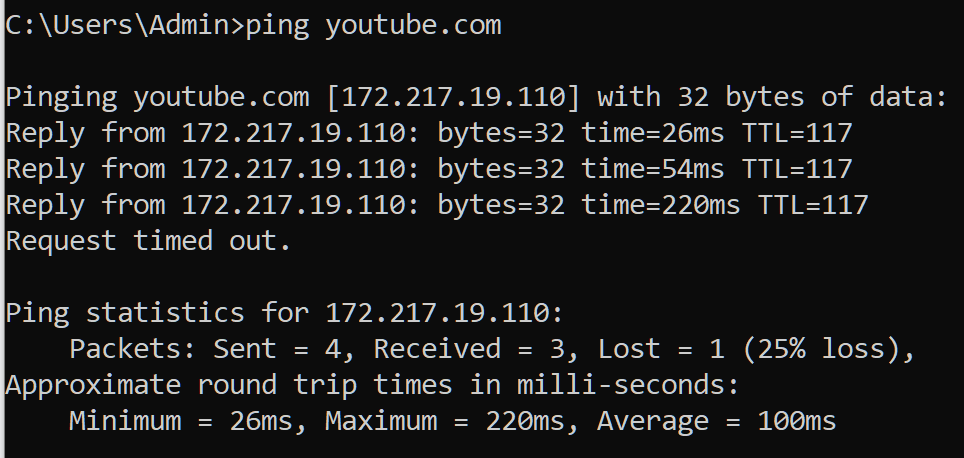 C:\Users\Admin>ping youtube.com
Pinging youtube.com [172.217.19.110] with 32 bytes of data:
Reply from 172.217.19.110: bytes=32 time=26ms TTL=117
Reply from 172.217.19.110: bytes=32 time=54ms TTL=117
Reply from 172.217.19.110: bytes=32 time=220ms TTL=117
Request timed out.
Ping statistics for 172.217.19.110:
    Packets: Sent = 4, Received = 3, Lost = 1 (25% loss),
Approximate round trip times in milli-seconds:
    Minimum = 26ms, Maximum = 220ms, Average = 100ms